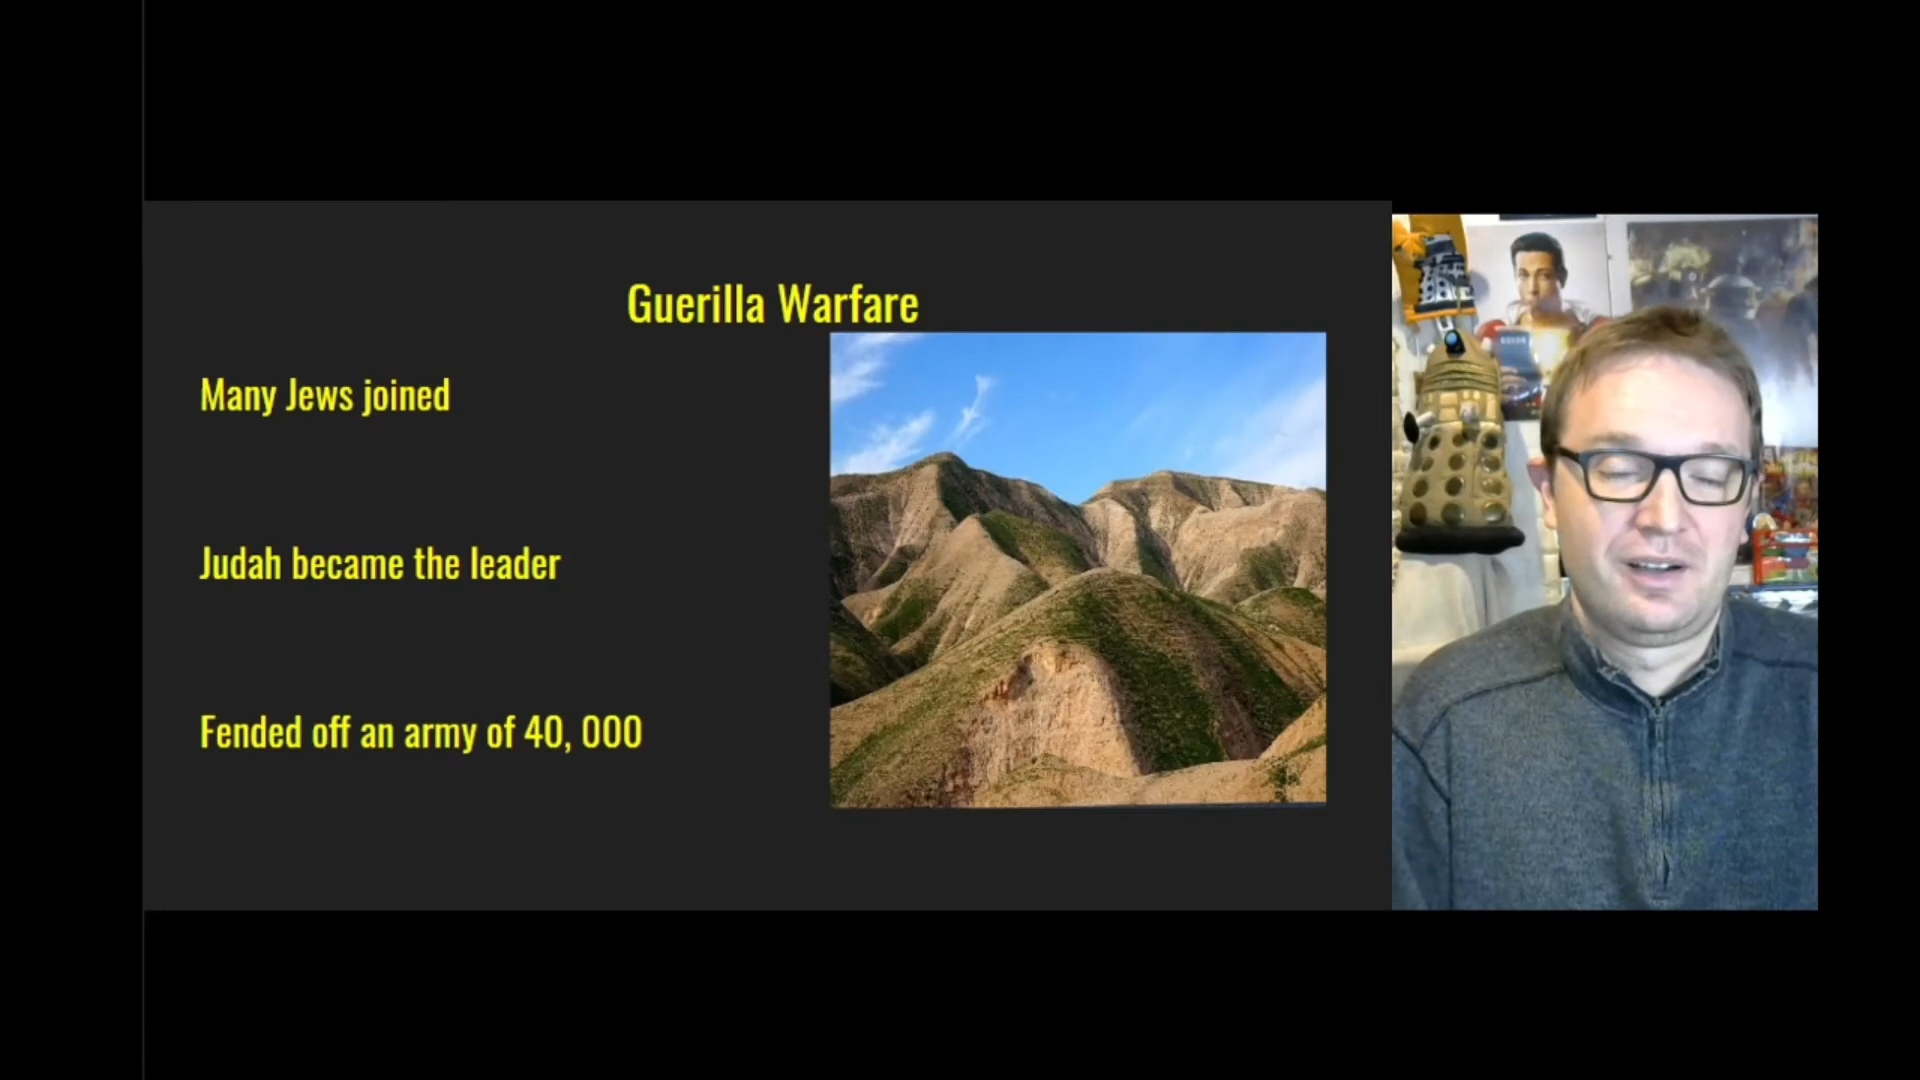 Guerilla Warfare
Many Jews joined
Judah became the leader
Fended off an army of 40, 000